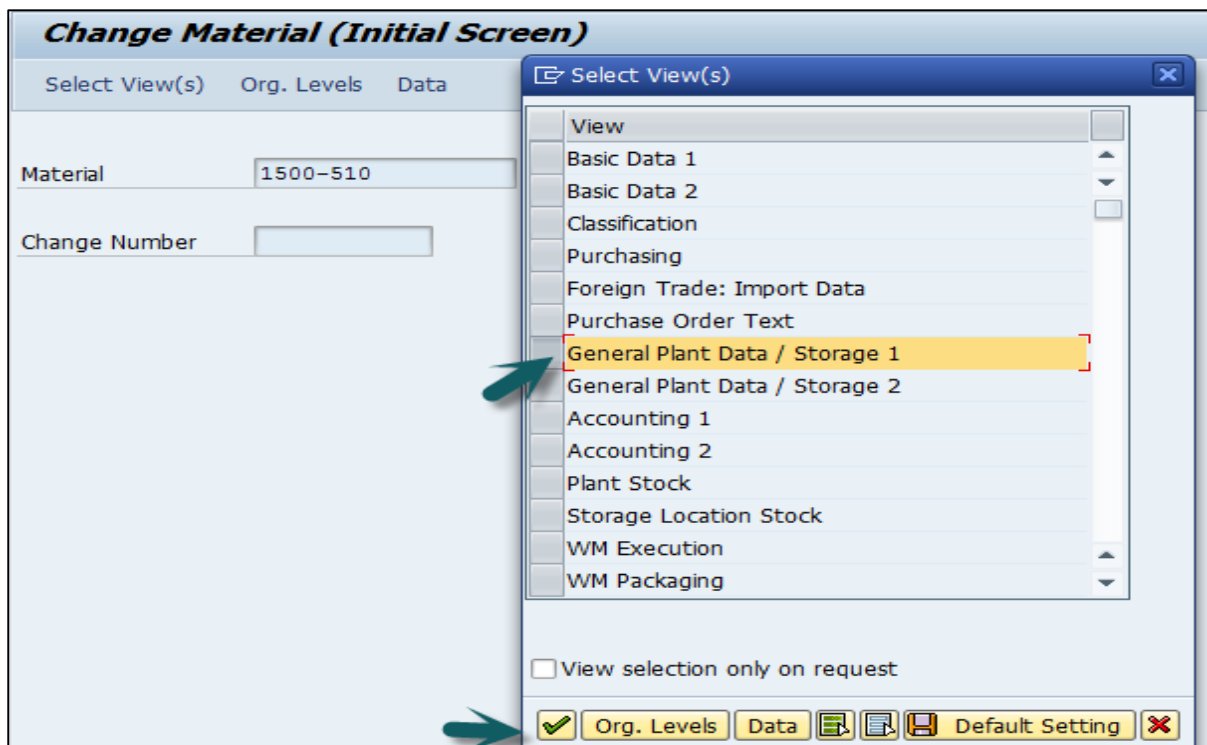 Change Material (Initial Screen)
Select View(s) Org. Levels Data
Material 1500-510
Change Number
Select View(s)
View
Basic Data 1
Basic Data 2
Classification
Purchasing
Foreign Trade: Import Data
Purchase Order Text
General Plant Data / Storage 1
General Plant Data / Storage 2
Accounting 1
Accounting 2
Plant Stock
Storage Location Stock
WM Execution
WM Packaging
View selection only on request
Org. Levels Data Default Setting